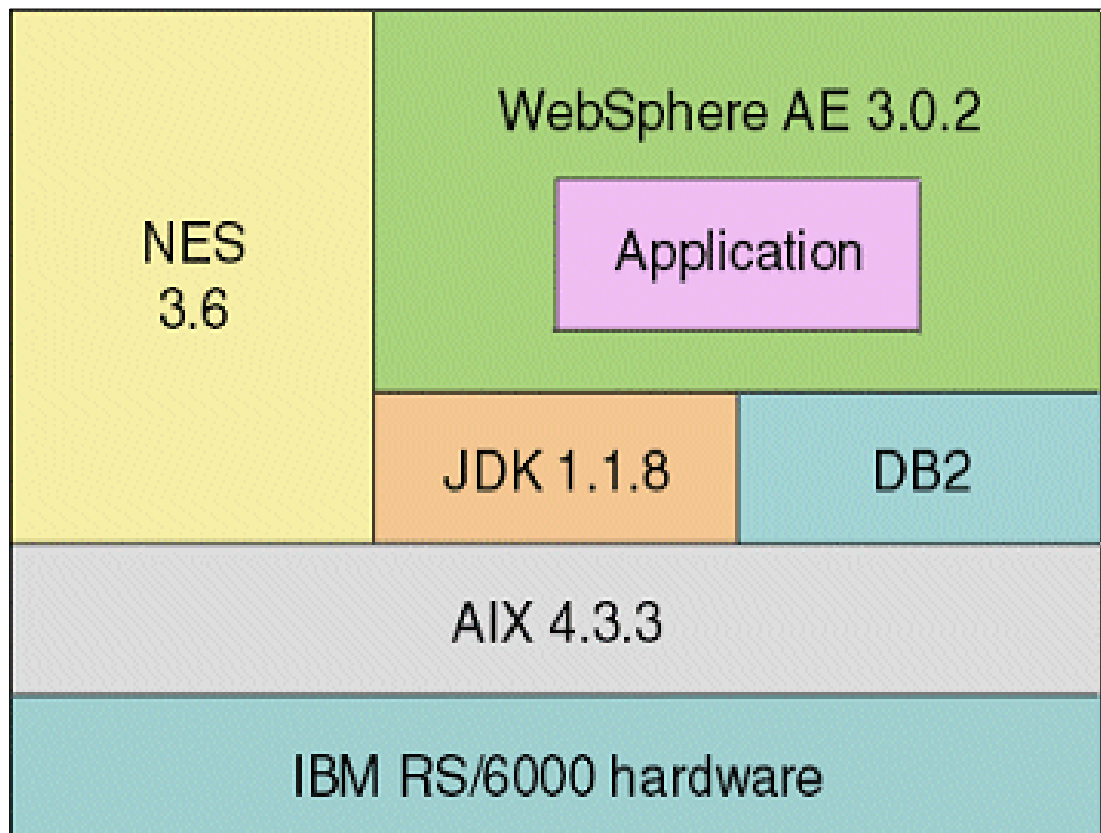 WebSphere AE 3.0.2
NES
3.6
Application
JDK 1.1.8
DB2
AIX 4.3.3
IBM RS/6000 hardware